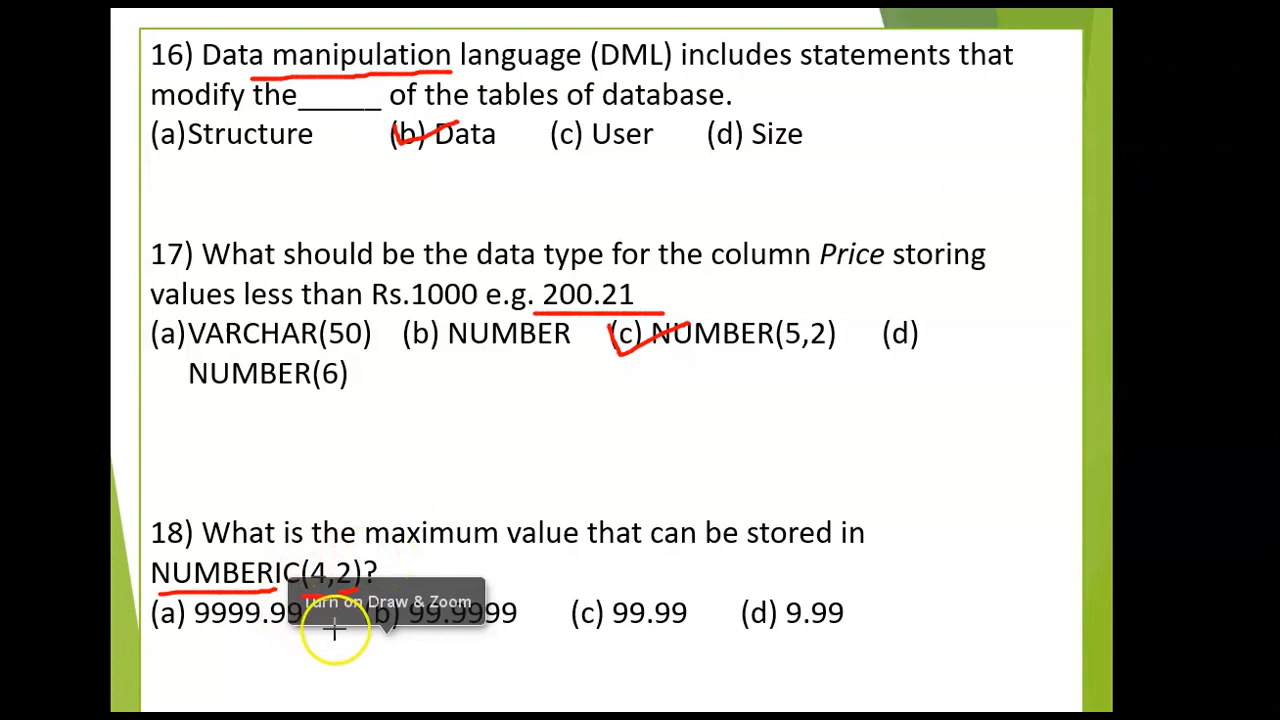 16) Data manipulation language (DML) includes statements that
modify the_____ of the tables of database.
(a)Structure (b) Data (c) User (d) Size
17) What should be the data type for the column Price storing
values less than Rs.1000 e.g. 200.21
(a)VARCHAR(50) (b) NUMBER (c) NUMBER(5,2) (d)
NUMBER(6)
18) What is the maximum value that can be stored in
NUMBERIC(4,2)?
Turn on Draw & Zoom
(a) 9999.99 (b) 99.9999 (c) 99.99 (d) 9.99